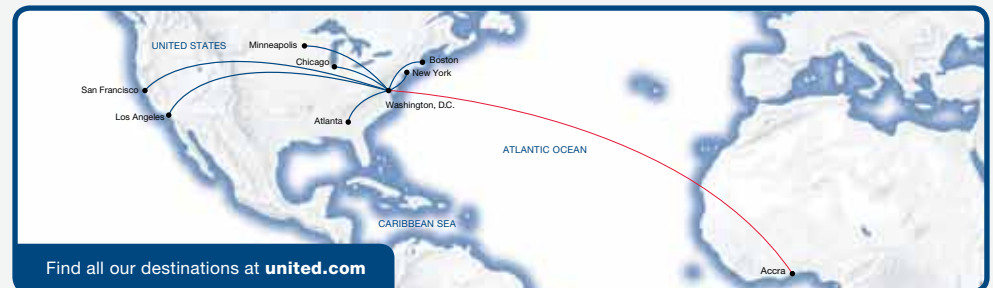 UNITED STATES
Minneapolis
Chicago
Boston
New York
San Francisco
Washington, D.C.
Los Angeles
Atlanta
ATLANTIC OCEAN
CARIBBEAN SEA
Accra
Find all our destinations at united.com